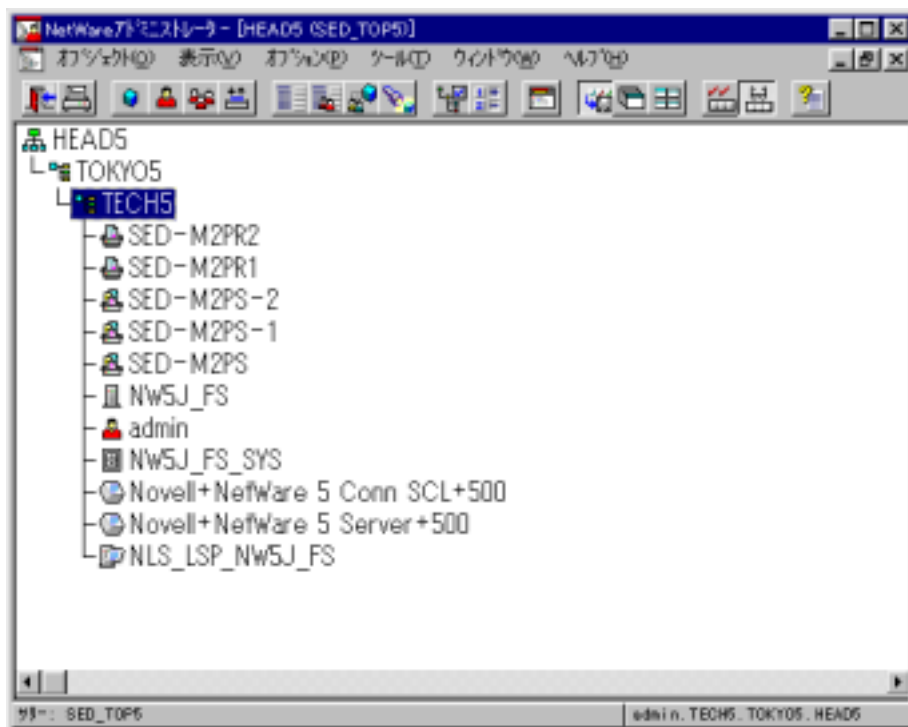 NetWareアドミニストレーター - [HEAD5 (SED_TOP5)]
オブジェクト(O) 表示(V) オプション(P) ツール(T) ウィンドウ(W) ヘルプ(H)
HEAD5
TOKYO5
TECH5
SED-M2PR2
SED-M2PR1
SED-M2PS-2
SED-M2PS-1
SED-M2PS
NW5J_FS
admin
NW5J_FS_SYS
Novell+NetWare 5 Conn SCL+500
Novell+NetWare 5 Server+500
NLS_LSP_NW5J_FS
ツリー: SED_TOP5
admin.TECH5.TOKYO5.HEAD5